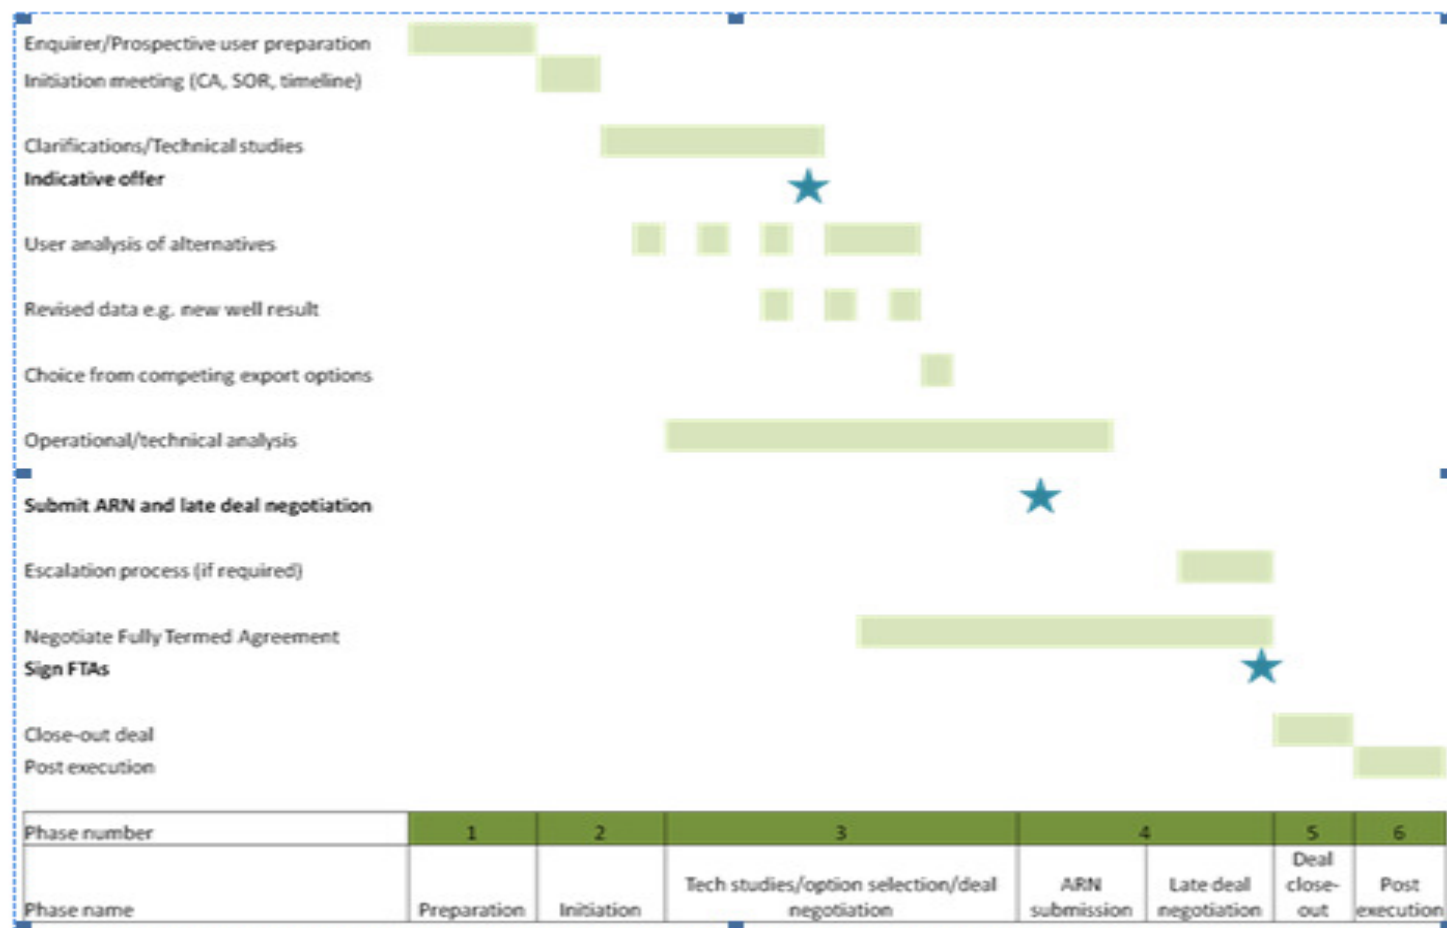 Enquirer/Prospective user preparation
Initiation meeting (CA, SOR, timeline)
Clarifications/Technical studies
Indicative offer
User analysis of alternatives
Revised data e.g. new well result
Choice from competing export options
Operational/technical analysis
Submit ARN and late deal negotiation
Escalation process (if required)
Negotiate Fully Termed Agreement
Sign FTAs
Close-out deal
Post execution
Phase number 1 2 3 4 5 6
Phase name
Preparation
Initiation
Tech studies/option selection/deal
negotiation
ARN
submission
Late deal
negotiation
Deal
close-
out
Post
execution